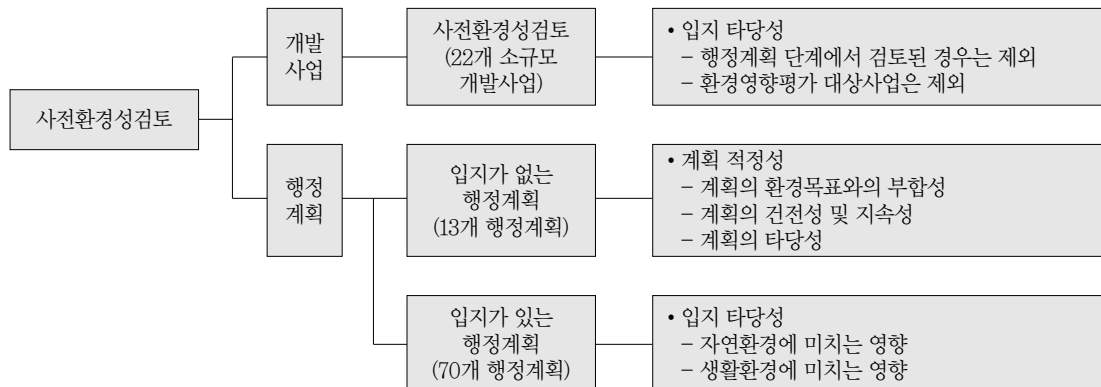 사전환경성검토
개발
사업
사전환경성검토
(22개 소규모
개발사업)
• 입지 타당성
– 행정계획 단계에서 검토된 경우는 제외
– 환경영향평가 대상사업은 제외
행정
계획
입지가 없는
행정계획
(13개 행정계획)
• 계획 적정성
– 계획의 환경목표와의 부합성
– 계획의 건전성 및 지속성
– 계획의 타당성
입지가 있는
행정계획
(70개 행정계획)
• 입지 타당성
– 자연환경에 미치는 영향
– 생활환경에 미치는 영향